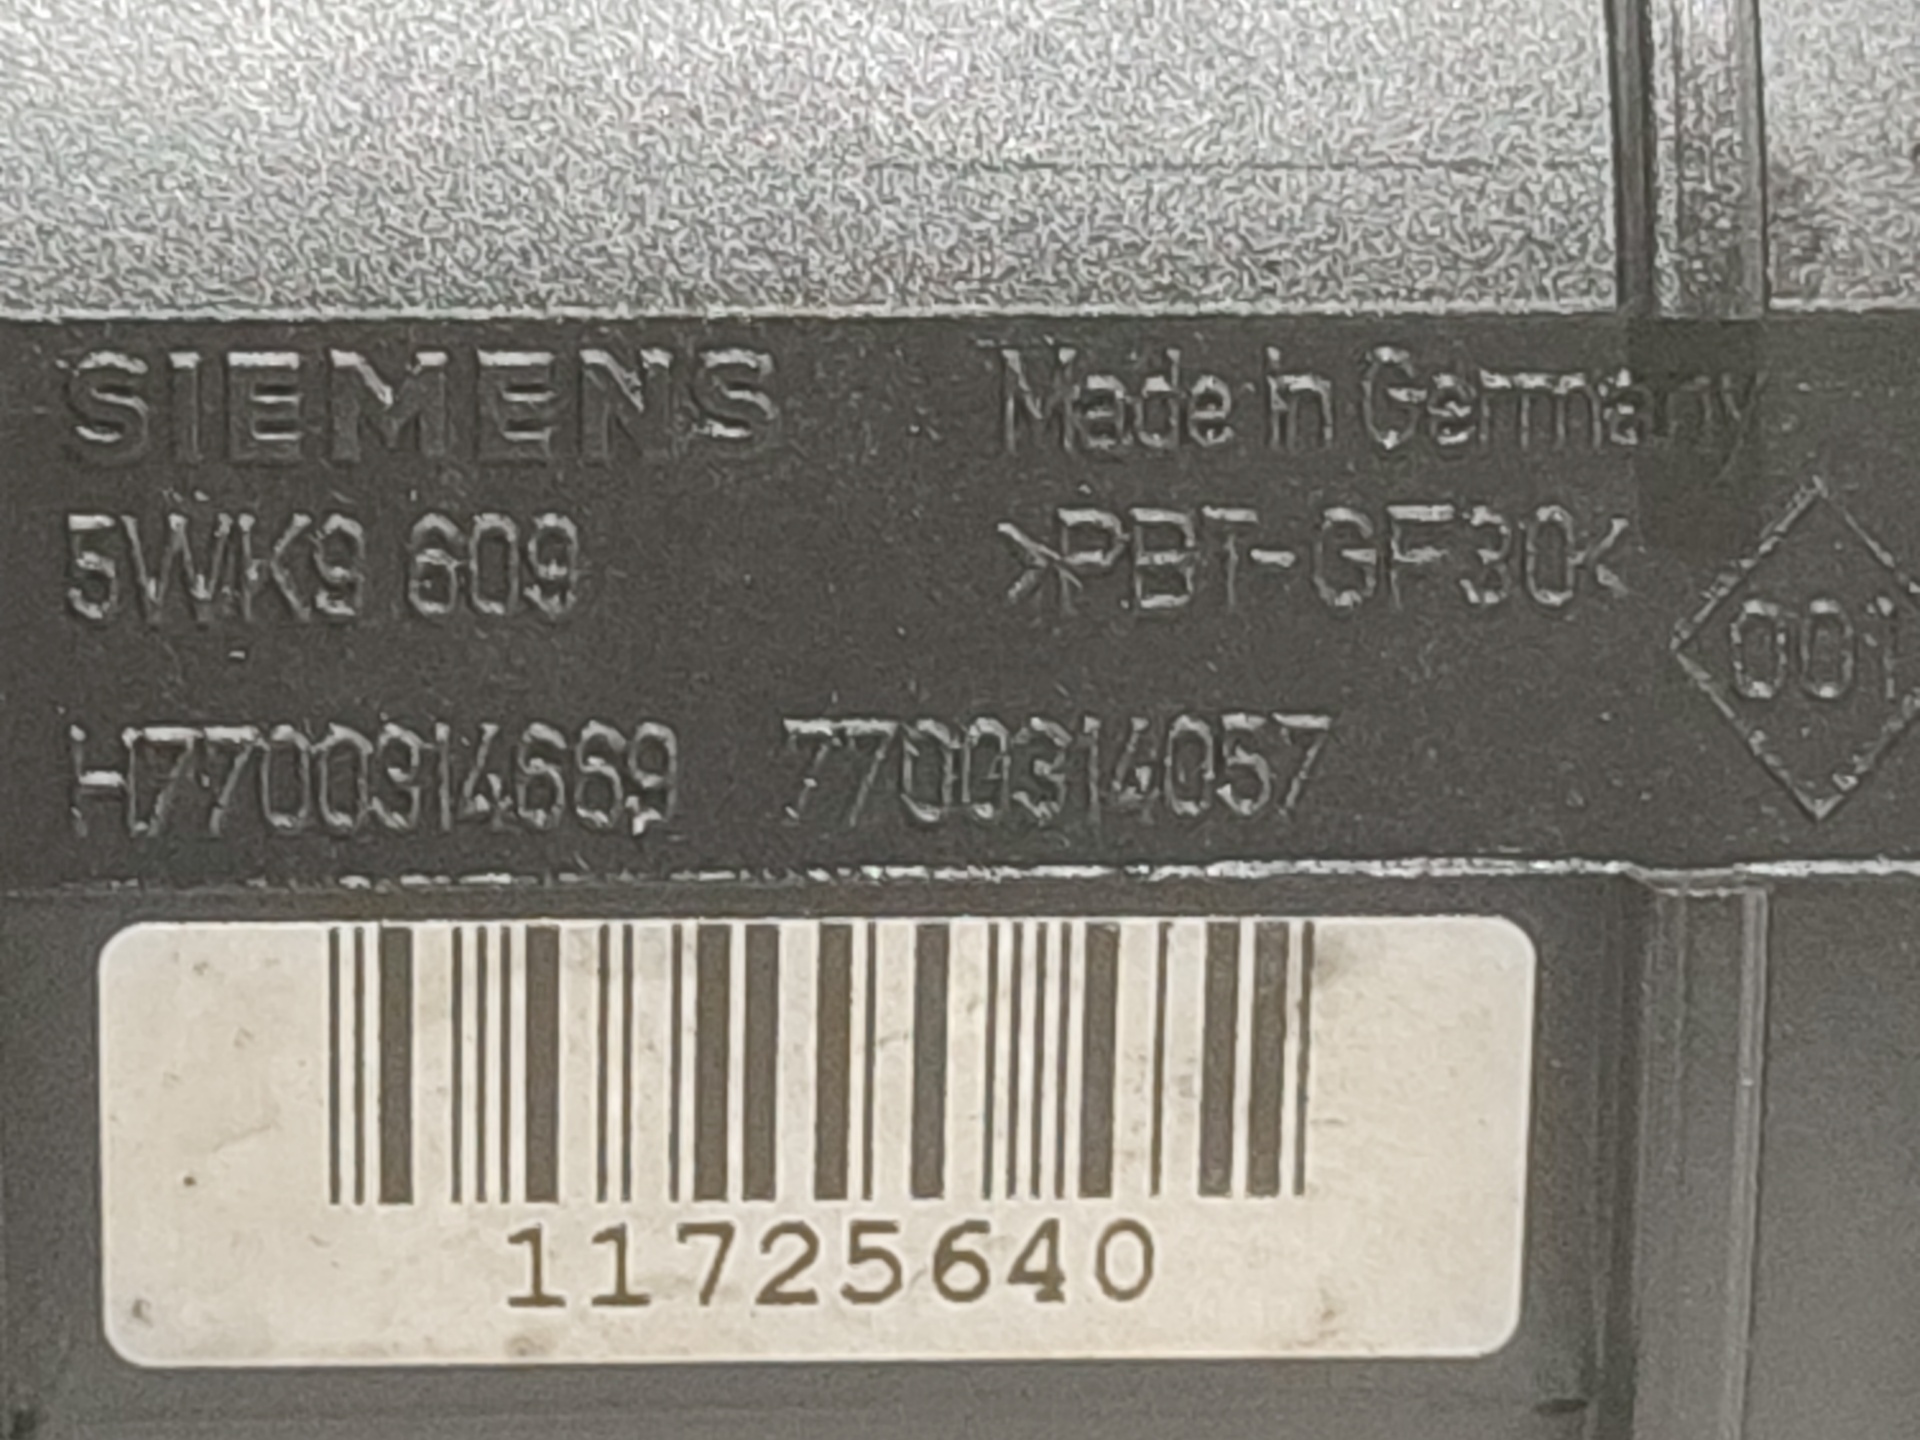 SIEMENS Made in Germany
5WK9 609 >PBT-GF30<
001
H7700314669 7700314057
11725640